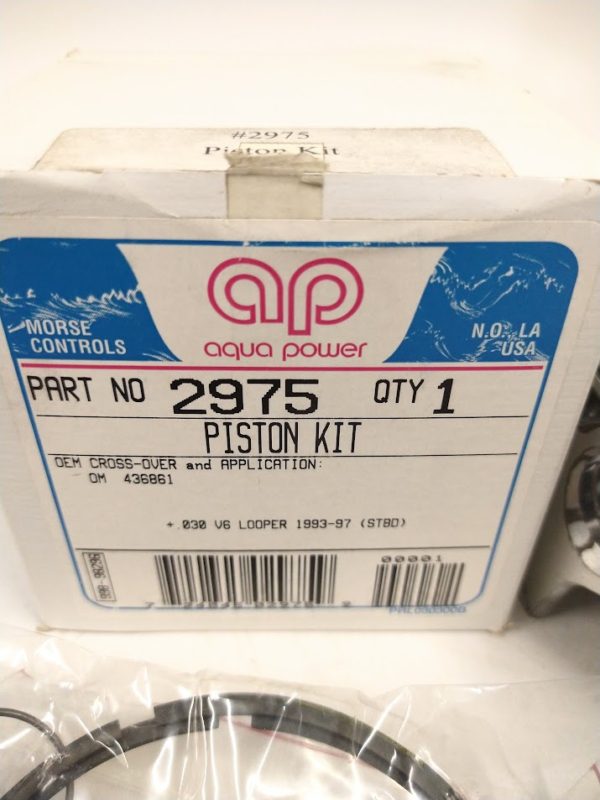 #2975
Piston Kit
ap
aqua power
MORSE
CONTROLS
N.O., LA
USA
PART NO 2975 QTY 1
PISTON KIT
OEM CROSS-OVER and APPLICATION:
OM 436861
+.030 V6 LOOPER 1993-97 (STBD)
00001